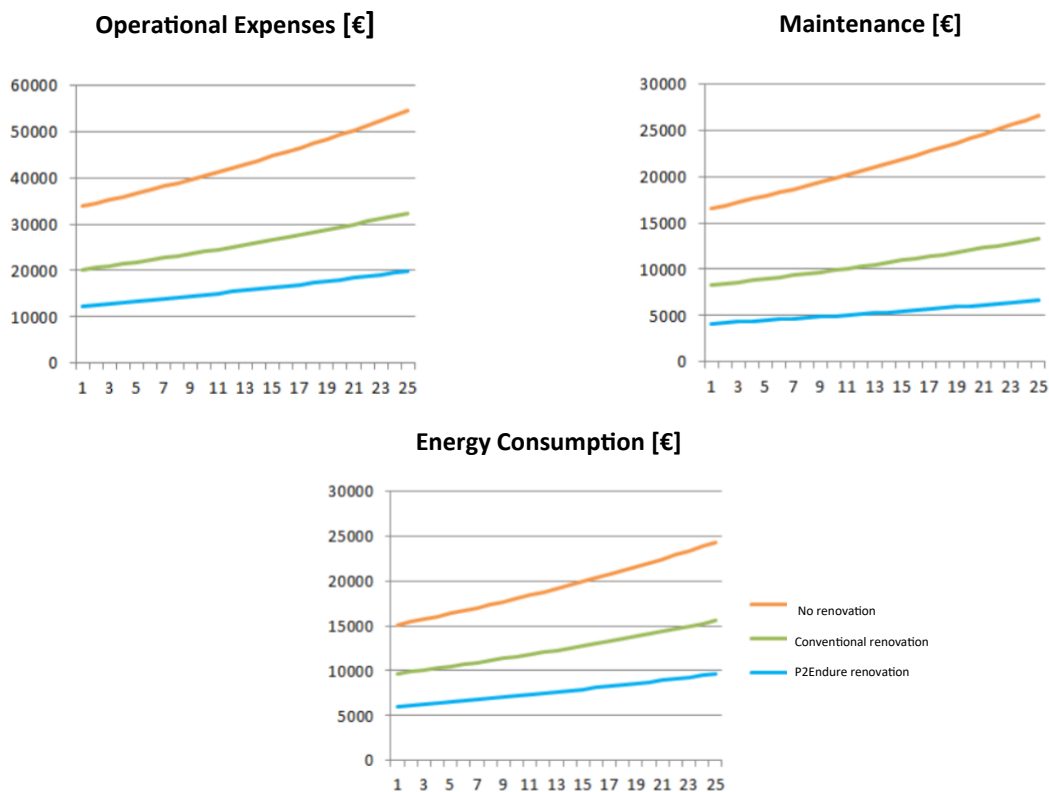 Operational Expenses [€]
60000
50000
40000
30000
20000
10000
0
1 3 5 7 9 11 13 15 17 19 21 23 25
Maintenance [€]
30000
25000
20000
15000
10000
5000
0
1 3 5 7 9 11 13 15 17 19 21 23 25
Energy Consumption [€]
30000
25000
20000
15000
10000
5000
0
1 3 5 7 9 11 13 15 17 19 21 23 25
No renovation
Conventional renovation
P2Endure renovation